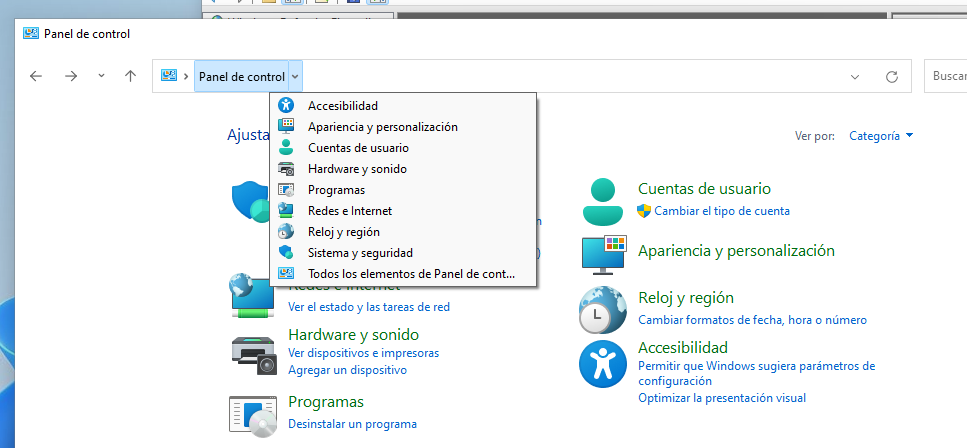 Panel de control
Panel de control
Buscar
Accesibilidad
Apariencia y personalización
Cuentas de usuario
Hardware y sonido
Programas
Redes e Internet
Reloj y región
Sistema y seguridad
Todos los elementos de Panel de cont...
Ajusta
Ver por: Categoría
Redes e Internet
Ver el estado y las tareas de red
Hardware y sonido
Ver dispositivos e impresoras
Agregar un dispositivo
Programas
Desinstalar un programa
Cuentas de usuario
Cambiar el tipo de cuenta
Apariencia y personalización
Reloj y región
Cambiar formatos de fecha, hora o número
Accesibilidad
Permitir que Windows sugiera parámetros de
configuración
Optimizar la presentación visual